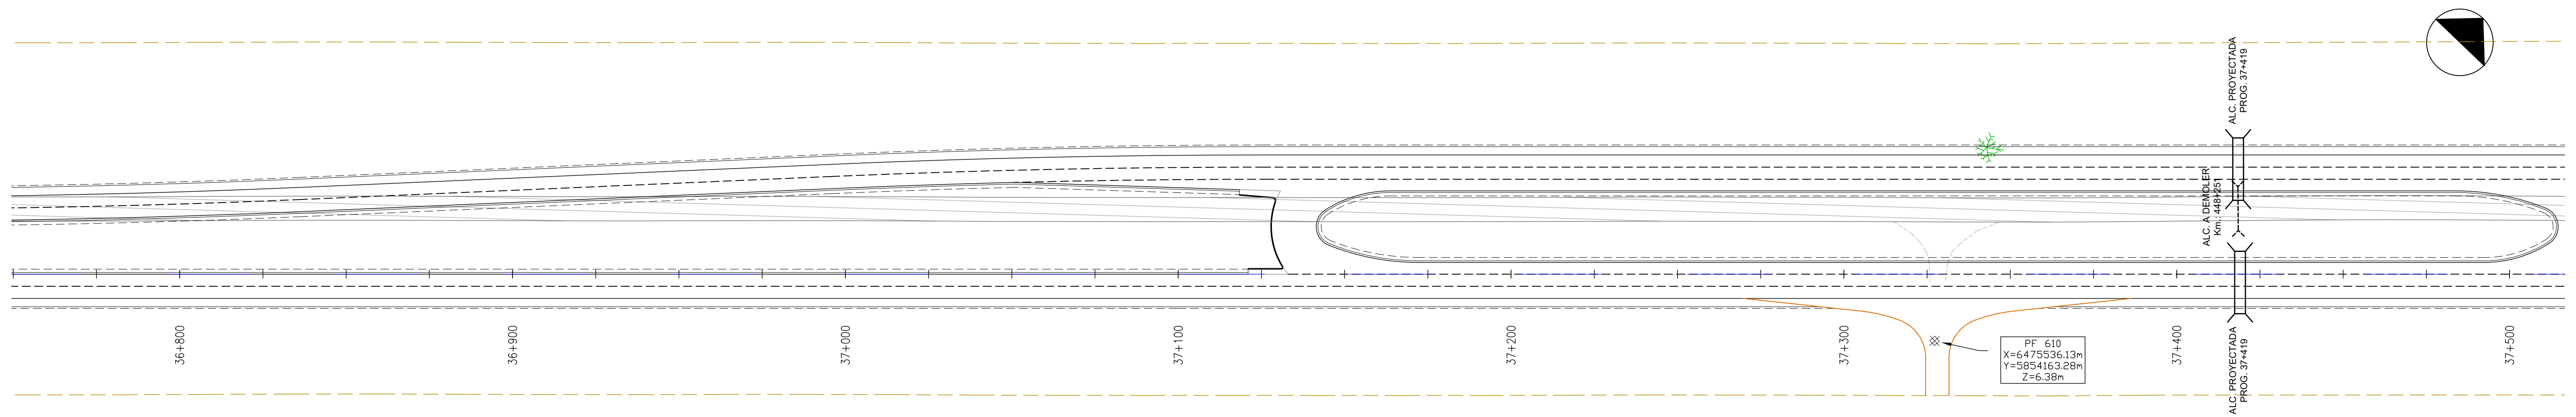 ALC. PROYECTADA
PROG. 37+419
ALC. A DEMOLER
Km.: 448+251
36+800
36+900
37+000
37+100
37+200
37+300
37+400
37+500
PF 610
X=6475536.13m
Y=5854163.28m
Z=6.38m
ALC. PROYECTADA
PROG. 37+419